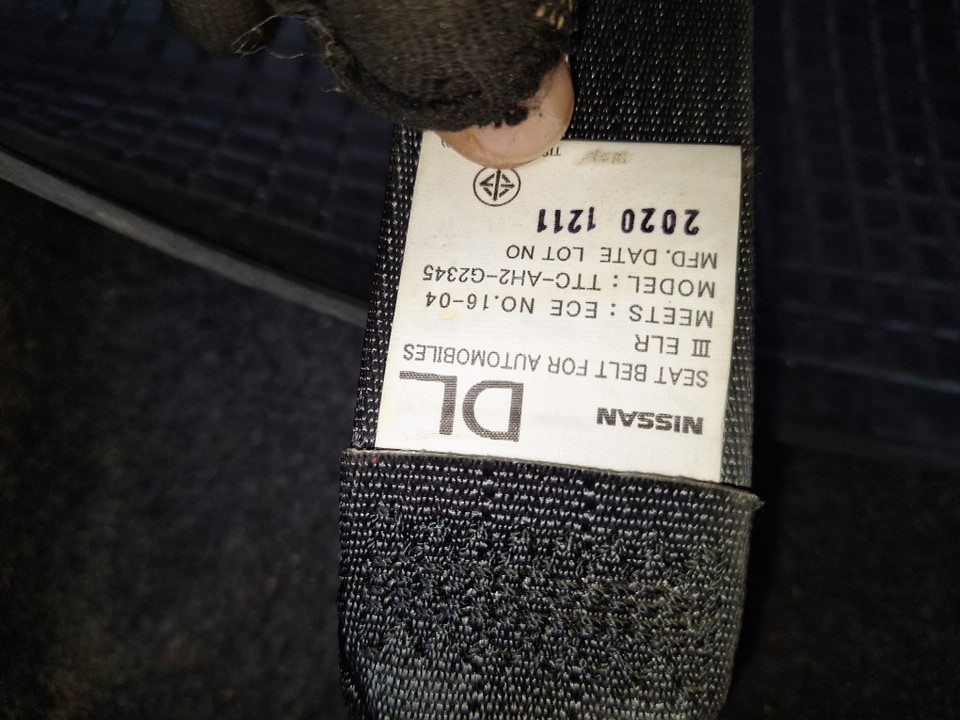 NISSAN DL
SEAT BELT FOR AUTOMOBILES
III ELR
MEETS : ECE NO.16-04
MODEL : TTC-AH2-G2345
MFD. DATE LOT NO
2020 1211
TIS